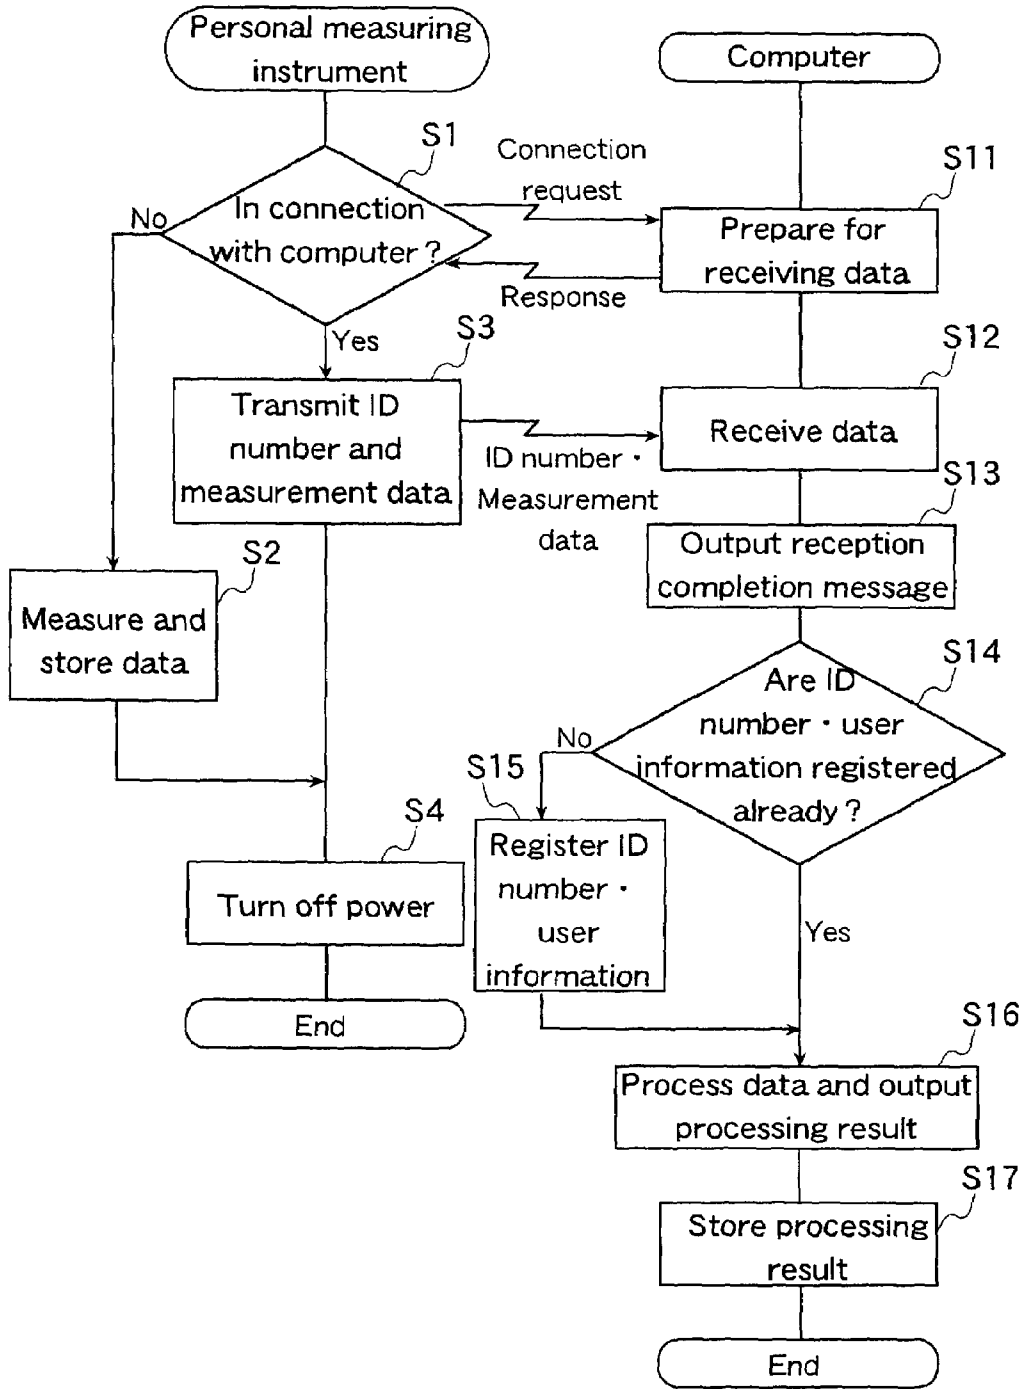 Personal measuring
instrument
Computer
S1
Connection
request
S11
No
In connection
with computer?
Prepare for
receiving data
Response
Yes
S3
S12
Transmit ID
number and
measurement data
Receive data
ID number・
Measurement
data
S13
Output reception
completion message
S2
Measure and
store data
S14
Are ID
number・user
information registered
already?
No
S15
Register ID
number・
user
information
Yes
S4
Turn off power
End
S16
Process data and output
processing result
S17
Store processing
result
End